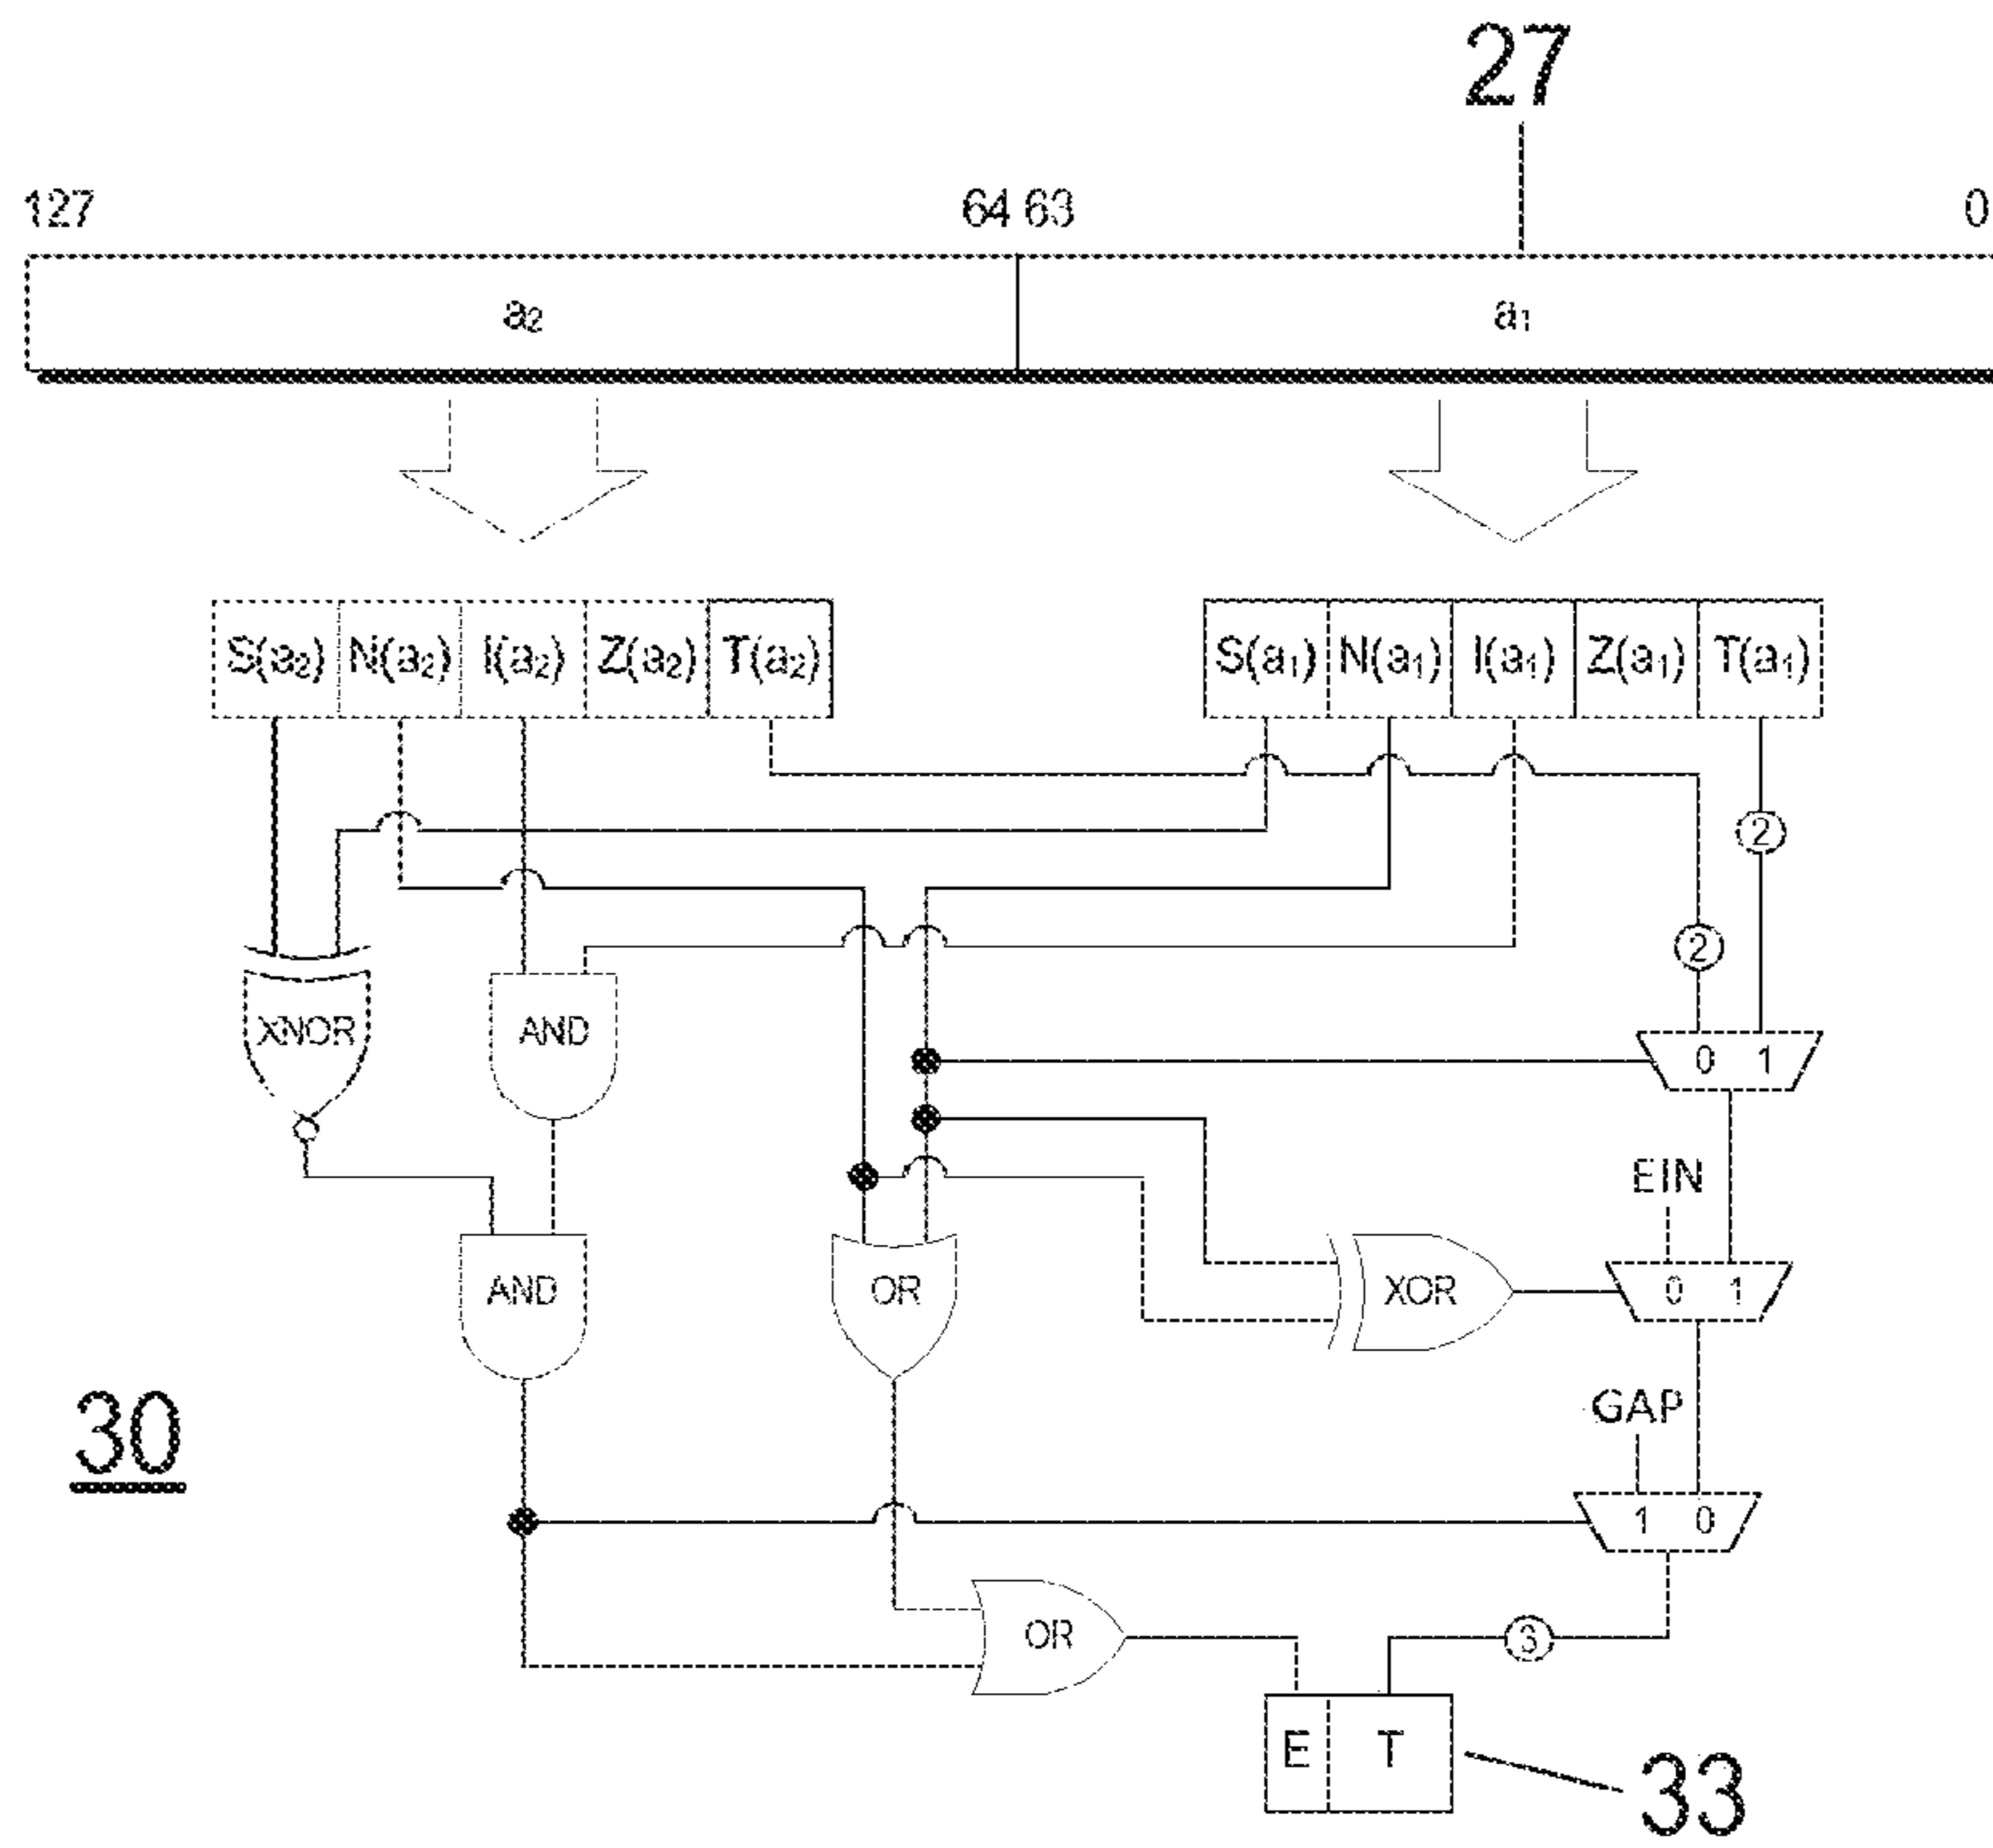 27
127 64 63 0
a₂ a₁
S(a₂) N(a₂) I(a₂) Z(a₂) T(a₂) S(a₁) N(a₁) I(a₁) Z(a₁) T(a₁)
2
2
XNOR AND 0 1
EIN
AND OR XOR 0 1
GAP
30
1 0
OR 3
E T
33